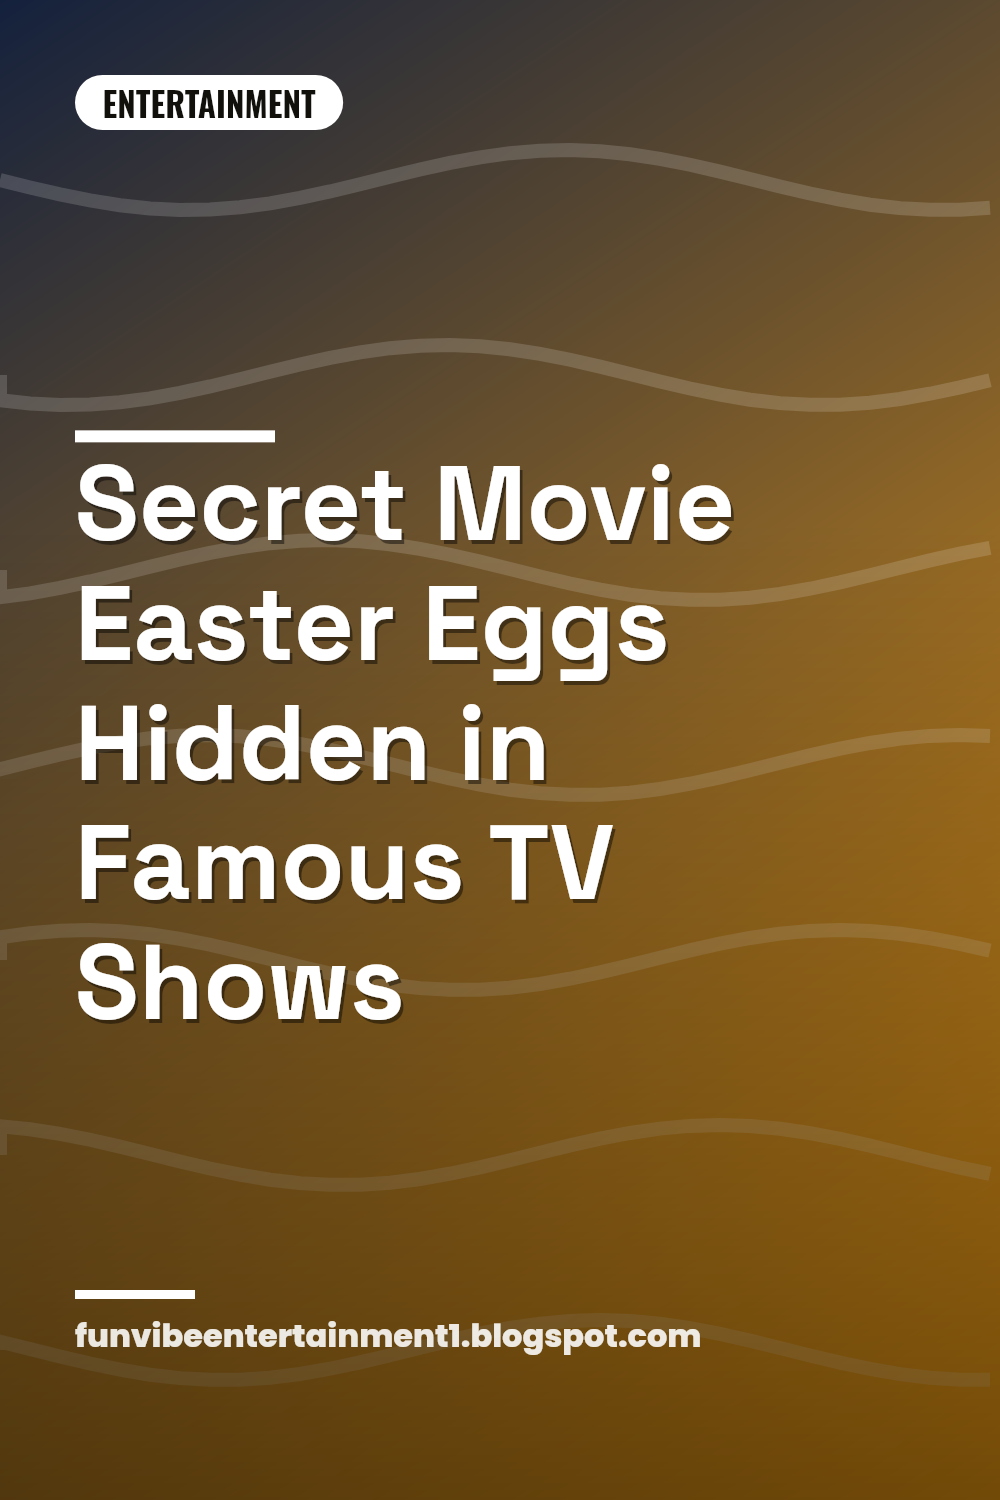 ENTERTAINMENT
Secret Movie
Easter Eggs
Hidden in
Famous TV
Shows
funvibeentertainment1.blogspot.com